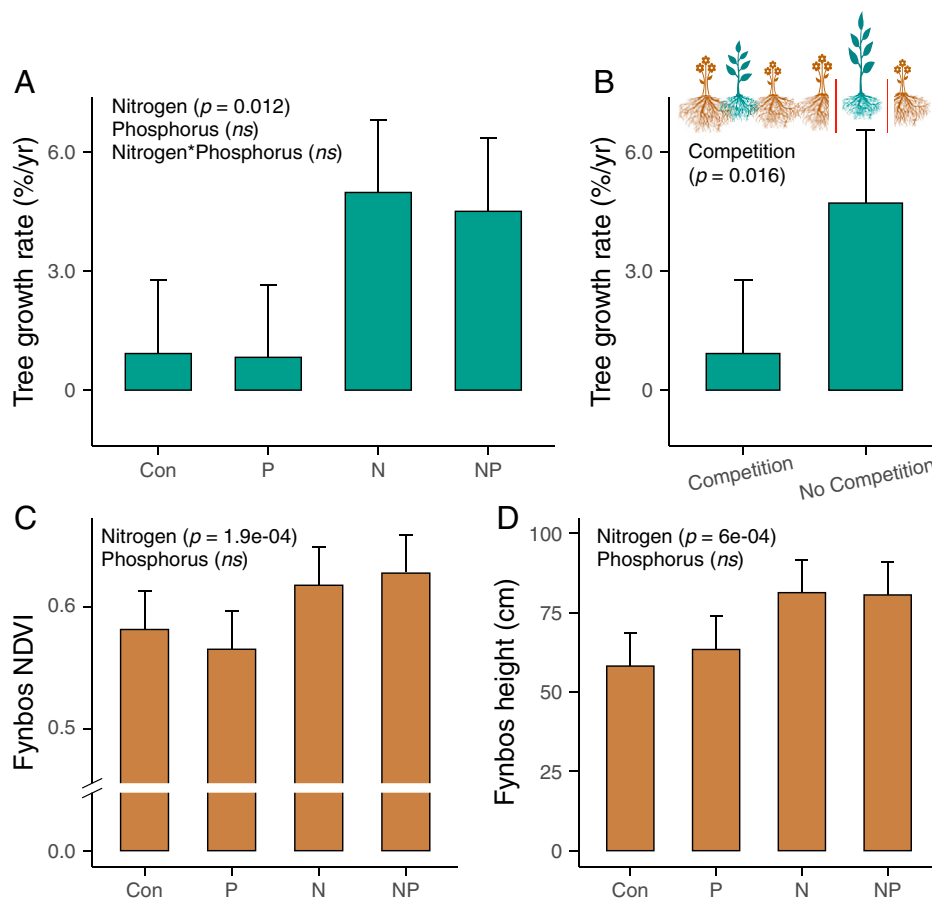 A
Nitrogen (p = 0.012)
Phosphorus (ns)
Nitrogen*Phosphorus (ns)
Tree growth rate (%/yr)
6.0
3.0
0
Con P N NP
B
Competition
(p = 0.016)
Tree growth rate (%/yr)
6.0
3.0
0
Competition No Competition
C
Nitrogen (p = 1.9e-04)
Phosphorus (ns)
Fynbos NDVI
0.6
0.5
0.0
Con P N NP
D
Nitrogen (p = 6e-04)
Phosphorus (ns)
Fynbos height (cm)
100
75
50
25
0
Con P N NP